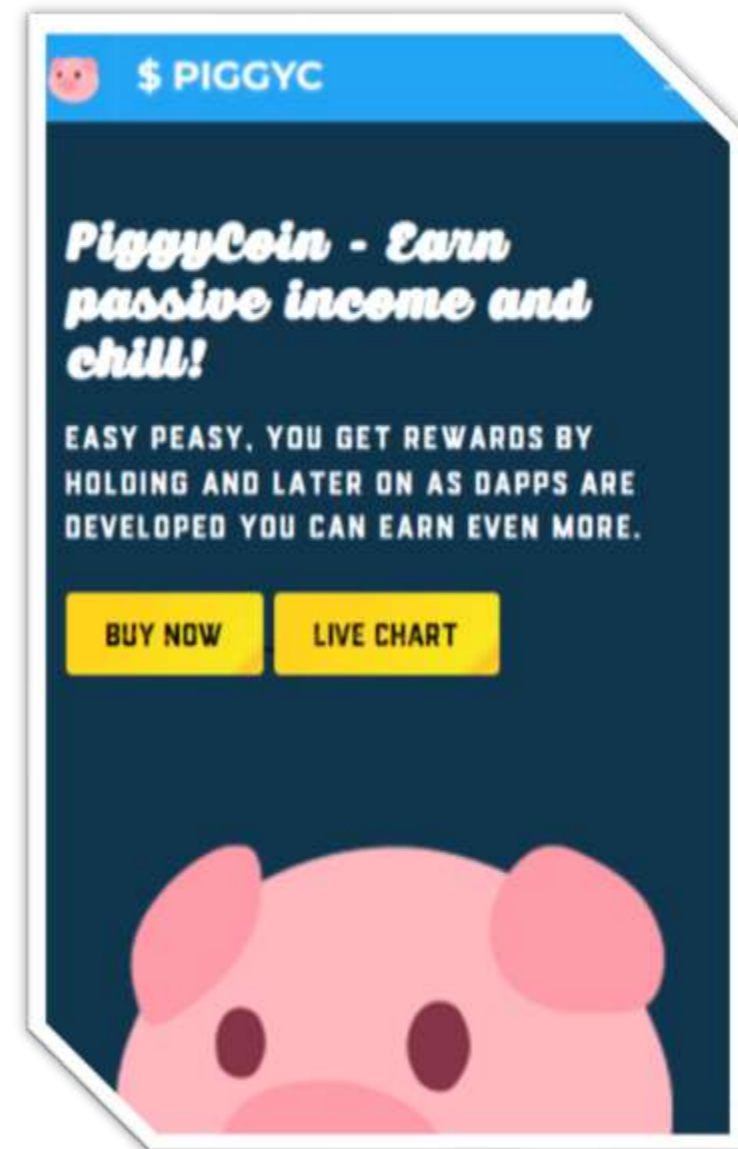 $ PIGGYC
PiggyCoin - Earn
passive income and
chill!
EASY PEASY, YOU GET REWARDS BY
HOLDING AND LATER ON AS DAPPS ARE
DEVELOPED YOU CAN EARN EVEN MORE.
BUY NOW LIVE CHART